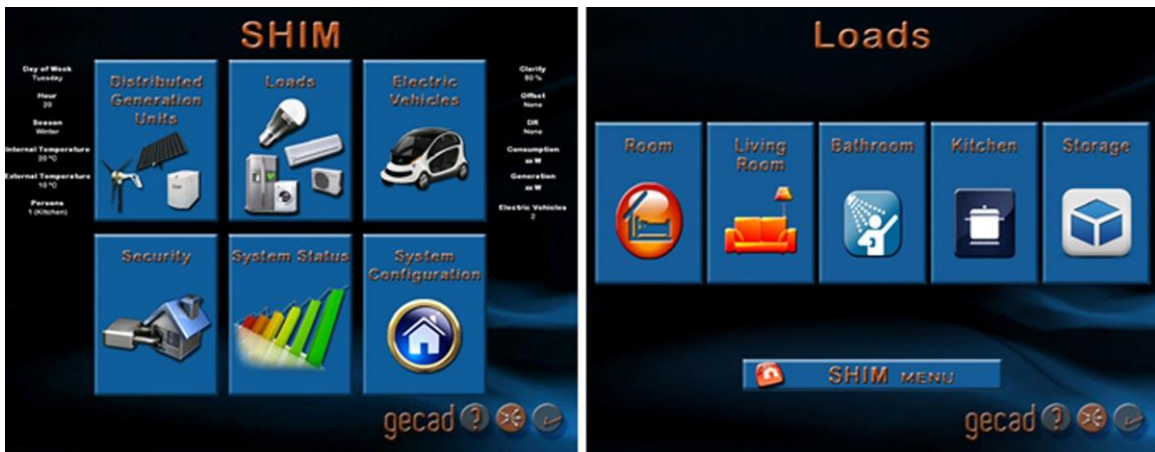 SHIM
Day of Week
Tuesday
Hour
20
Season
Winter
Internal Temperature
20 ºC
External Temperature
10 ºC
Persons
1 (Kitchen)
Distributed
Generation
Units
Loads
Electric
Vehicles
Clarity
80 %
Offset
None
DR
None
Consumption
xx W
Generation
xx W
Electric Vehicles
2
Security
System Status
System
Configuration
gecad ?
Loads
Room
Living
Room
Bathroom
Kitchen
Storage
SHIM MENU
gecad ?